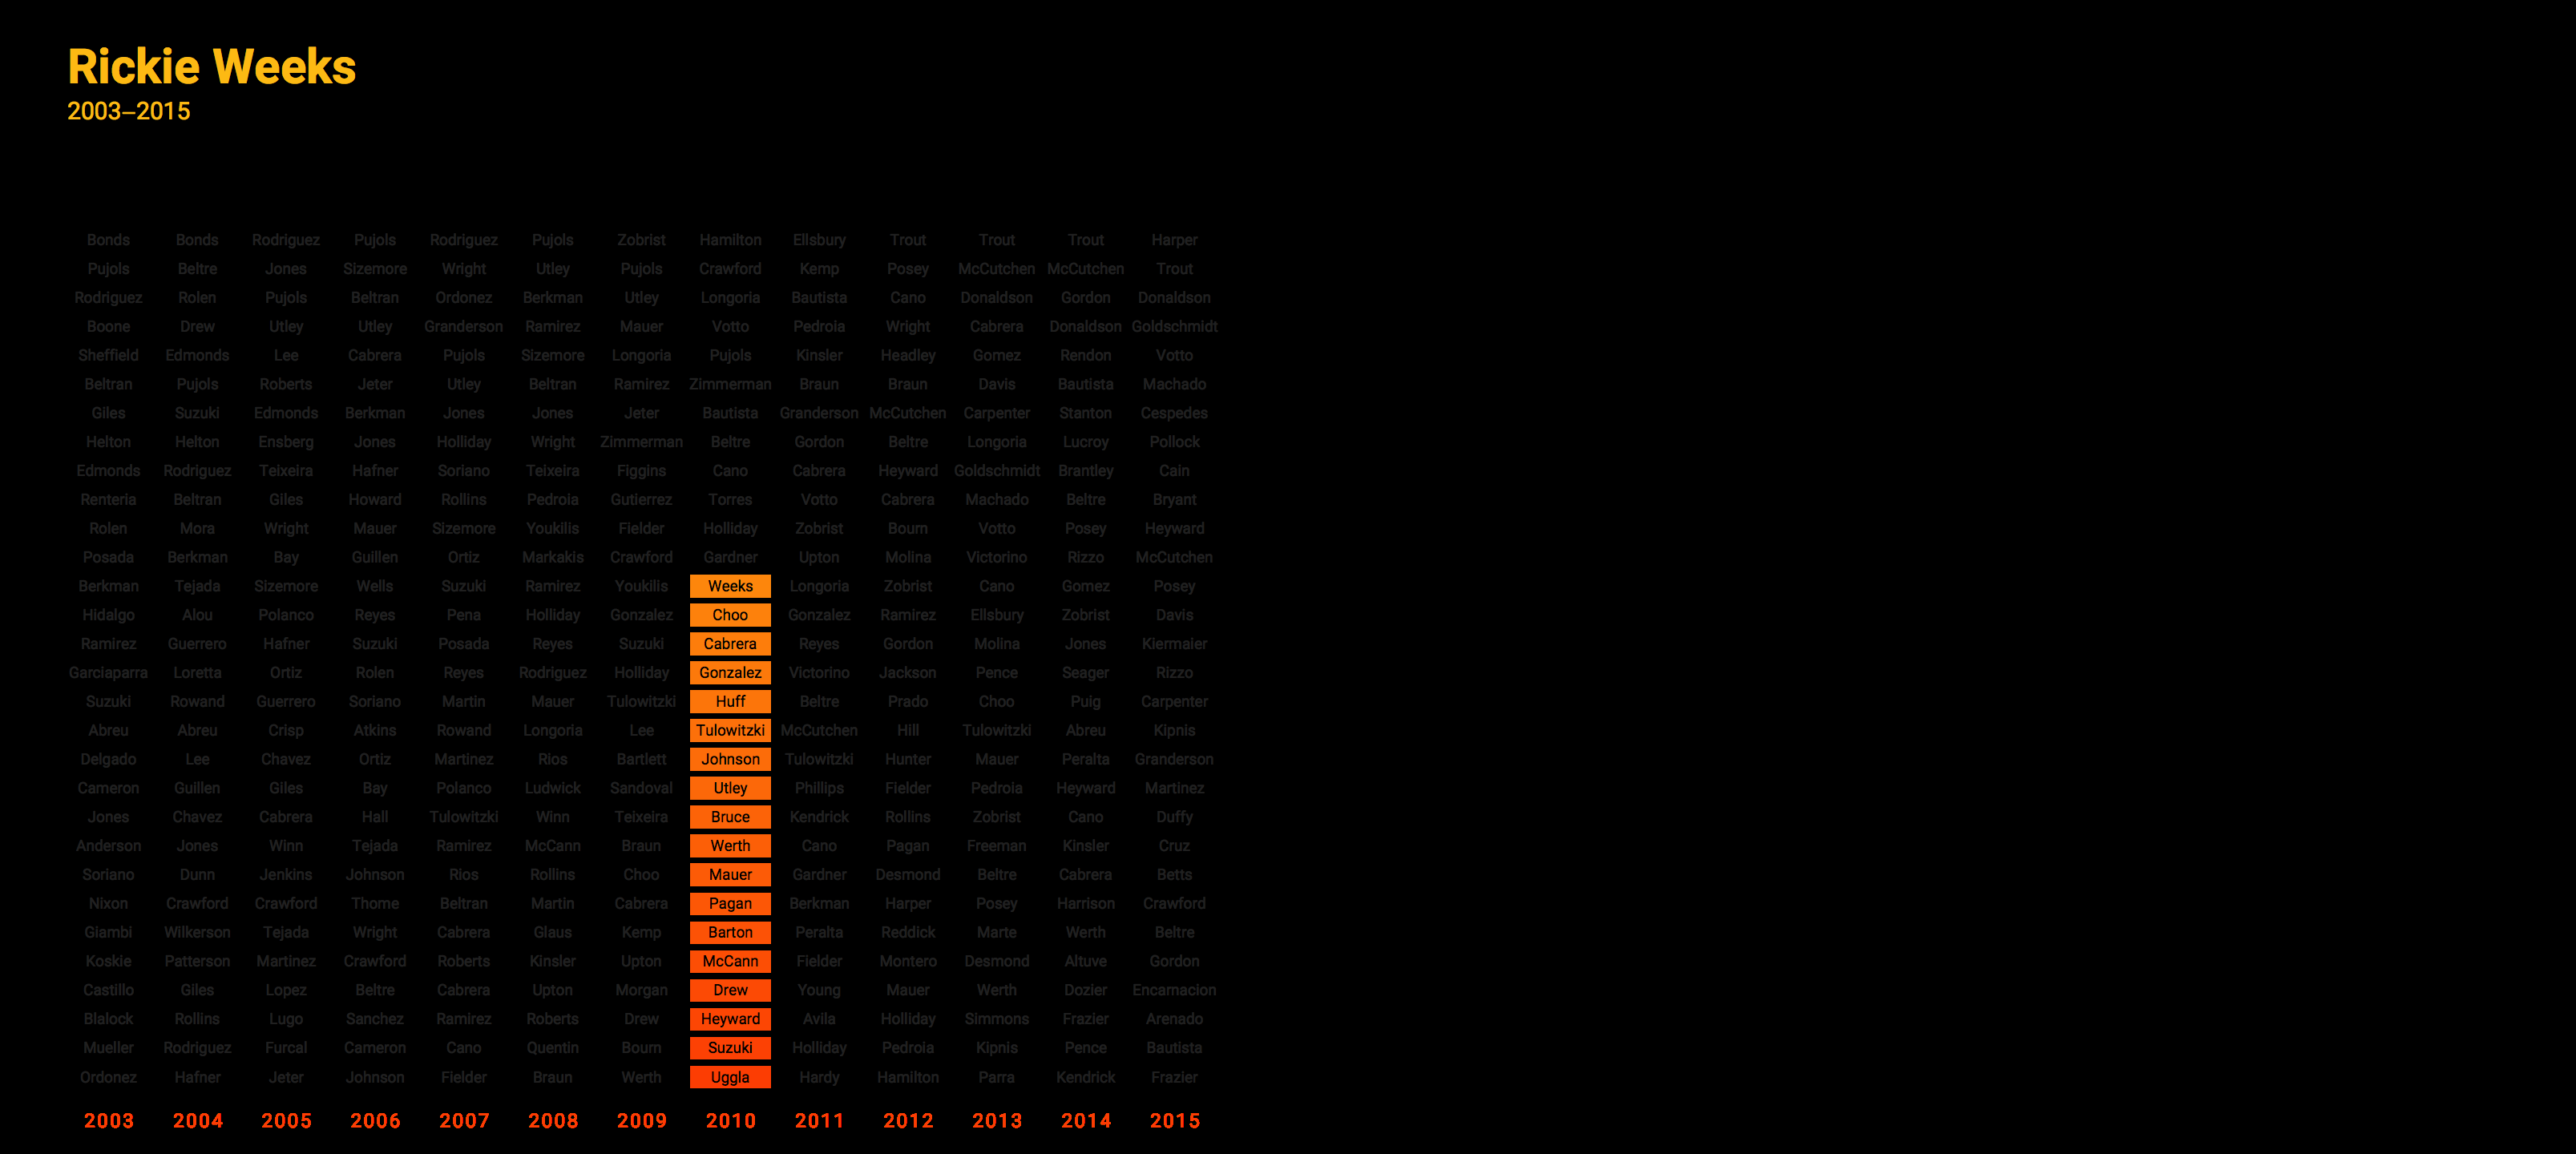 Rickie Weeks
2003–2015
Bonds Bonds Rodriguez Pujols Rodriguez Pujols Zobrist Hamilton Ellsbury Trout Trout Trout Harper
Pujols Beltre Jones Sizemore Wright Utley Pujols Crawford Kemp Posey McCutchen McCutchen Trout
Rodriguez Rolen Pujols Beltran Ordonez Berkman Utley Longoria Bautista Cano Donaldson Gordon Donaldson
Boone Drew Utley Utley Granderson Ramirez Mauer Votto Pedroia Wright Cabrera Donaldson Goldschmidt
Sheffield Edmonds Lee Cabrera Pujols Sizemore Longoria Pujols Kinsler Headley Gomez Rendon Votto
Beltran Pujols Roberts Jeter Utley Beltran Ramirez Zimmerman Braun Braun Davis Bautista Machado
Giles Suzuki Edmonds Berkman Jones Jones Jeter Bautista Granderson McCutchen Carpenter Stanton Cespedes
Helton Helton Ensberg Jones Holliday Wright Zimmerman Beltre Gordon Beltre Longoria Lucroy Pollock
Edmonds Rodriguez Teixeira Hafner Soriano Teixeira Figgins Cano Cabrera Heyward Goldschmidt Brantley Cain
Renteria Beltran Giles Howard Rollins Pedroia Gutierrez Torres Votto Cabrera Machado Beltre Bryant
Rolen Mora Wright Mauer Sizemore Youkilis Fielder Holliday Zobrist Bourn Votto Posey Heyward
Posada Berkman Bay Guillen Ortiz Markakis Crawford Gardner Upton Molina Victorino Rizzo McCutchen
Berkman Tejada Sizemore Wells Suzuki Ramirez Youkilis Weeks Longoria Zobrist Cano Gomez Posey
Hidalgo Alou Polanco Reyes Pena Holliday Gonzalez Choo Gonzalez Ramirez Ellsbury Zobrist Davis
Ramirez Guerrero Hafner Suzuki Posada Reyes Suzuki Cabrera Reyes Gordon Molina Jones Kiermaier
Garciaparra Loretta Ortiz Rolen Reyes Rodriguez Holliday Gonzalez Victorino Jackson Pence Seager Rizzo
Suzuki Rowand Guerrero Soriano Martin Mauer Tulowitzki Huff Beltre Prado Choo Puig Carpenter
Abreu Abreu Crisp Atkins Rowand Longoria Lee Tulowitzki McCutchen Hill Tulowitzki Abreu Kipnis
Delgado Lee Chavez Ortiz Martinez Rios Bartlett Johnson Tulowitzki Hunter Mauer Peralta Granderson
Cameron Guillen Giles Bay Polanco Ludwick Sandoval Utley Phillips Fielder Pedroia Heyward Martinez
Jones Chavez Cabrera Hall Tulowitzki Winn Teixeira Bruce Kendrick Rollins Zobrist Cano Duffy
Anderson Jones Winn Tejada Ramirez McCann Braun Werth Cano Pagan Freeman Kinsler Cruz
Soriano Dunn Jenkins Johnson Rios Rollins Choo Mauer Gardner Desmond Beltre Cabrera Betts
Nixon Crawford Crawford Thome Beltran Martin Cabrera Pagan Berkman Harper Posey Harrison Crawford
Giambi Wilkerson Tejada Wright Cabrera Glaus Kemp Barton Peralta Reddick Marte Werth Beltre
Koskie Patterson Martinez Crawford Roberts Kinsler Upton McCann Fielder Montero Desmond Altuve Gordon
Castillo Giles Lopez Beltre Cabrera Upton Morgan Drew Young Mauer Werth Dozier Encarnacion
Blalock Rollins Lugo Sanchez Ramirez Roberts Drew Heyward Avila Holliday Simmons Frazier Arenado
Mueller Rodriguez Furcal Cameron Cano Quentin Bourn Suzuki Holliday Pedroia Kipnis Pence Bautista
Ordonez Hafner Jeter Johnson Fielder Braun Werth Uggla Hardy Hamilton Parra Kendrick Frazier
2003 2004 2005 2006 2007 2008 2009 2010 2011 2012 2013 2014 2015